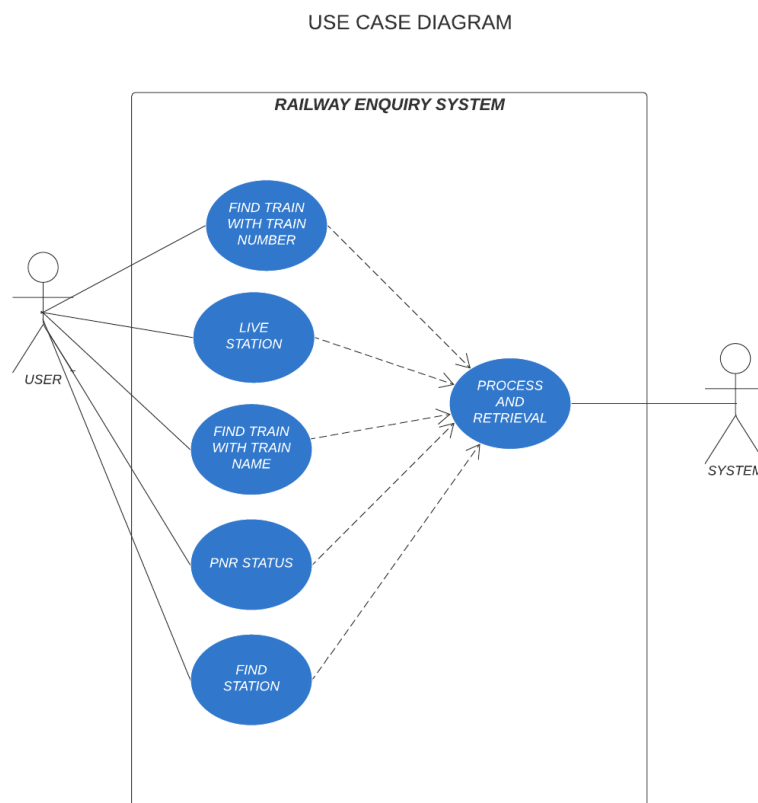 USE CASE DIAGRAM
RAILWAY ENQUIRY SYSTEM
FIND TRAIN
WITH TRAIN
NUMBER
LIVE
STATION
USER
PROCESS
AND
RETRIEVAL
FIND TRAIN
WITH TRAIN
NAME
SYSTEM
PNR STATUS
FIND
STATION